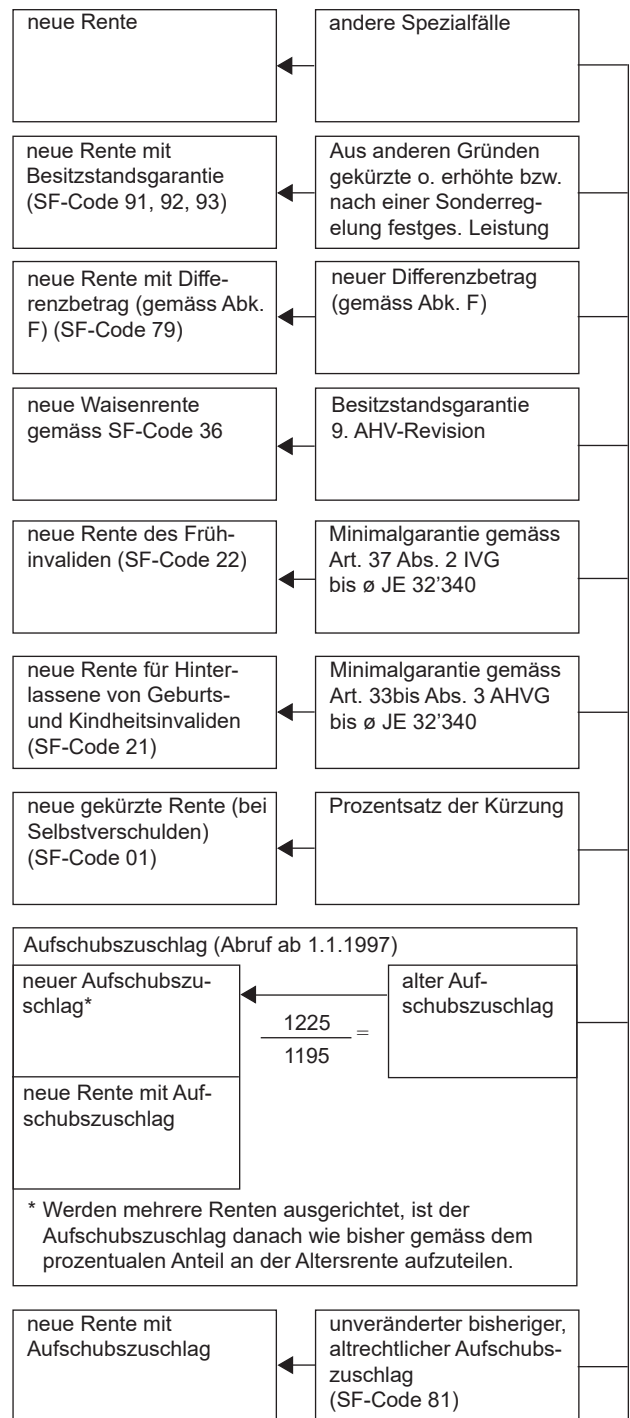 neue Rente
andere Spezialfälle
neue Rente mit
Besitzstandsgarantie
(SF-Code 91, 92, 93)
Aus anderen Gründen
gekürzte o. erhöhte bzw.
nach einer Sonderreg-
elung festges. Leistung
neue Rente mit Diffe-
renzbetrag (gemäss Abk.
F) (SF-Code 79)
neuer Differenzbetrag
(gemäss Abk. F)
neue Waisenrente
gemäss SF-Code 36
Besitzstandsgarantie
9. AHV-Revision
neue Rente des Früh-
invaliden (SF-Code 22)
Minimalgarantie gemäss
Art. 37 Abs. 2 IVG
bis ø JE 32'340
neue Rente für Hinter-
lassene von Geburts-
und Kindheitsinvaliden
(SF-Code 21)
Minimalgarantie gemäss
Art. 33bis Abs. 3 AHVG
bis ø JE 32'340
neue gekürzte Rente (bei
Selbstverschulden)
(SF-Code 01)
Prozentsatz der Kürzung
Aufschubszuschlag (Abruf ab 1.1.1997)
neuer Aufschubszu-
schlag*
1225
1195
=
alter Auf-
schubszuschlag
neue Rente mit Auf-
schubszuschlag
* Werden mehrere Renten ausgerichtet, ist der
Aufschubszuschlag danach wie bisher gemäss dem
prozentualen Anteil an der Altersrente aufzuteilen.
neue Rente mit
Aufschubszuschlag
unveränderter bisheriger,
altrechtlicher Aufschubs-
zuschlag
(SF-Code 81)